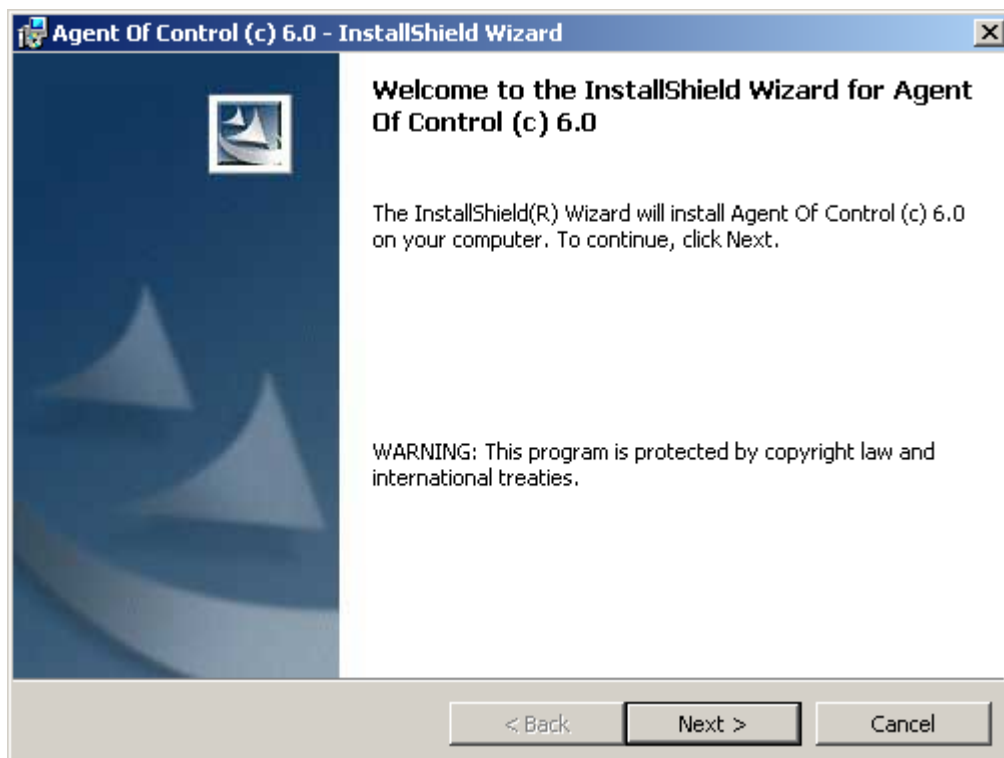 Agent Of Control (c) 6.0 - InstallShield Wizard
Welcome to the InstallShield Wizard for Agent
Of Control (c) 6.0
The InstallShield(R) Wizard will install Agent Of Control (c) 6.0
on your computer. To continue, click Next.
WARNING: This program is protected by copyright law and
international treaties.
< Back
Next >
Cancel